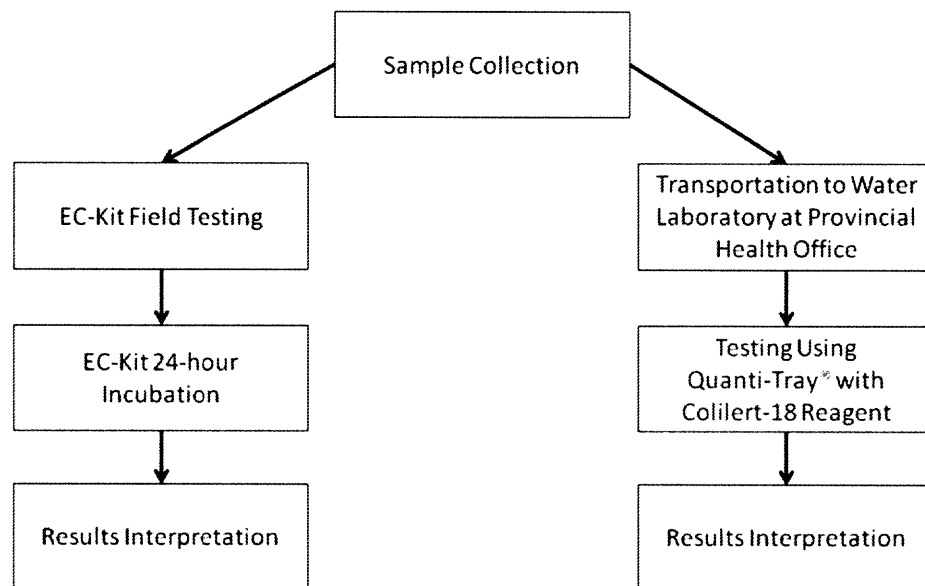 Sample Collection
EC-Kit Field Testing
EC-Kit 24-hour
Incubation
Results Interpretation
Transportation to Water
Laboratory at Provincial
Health Office
Testing Using
Quanti-Tray® with
Colilert-18 Reagent
Results Interpretation